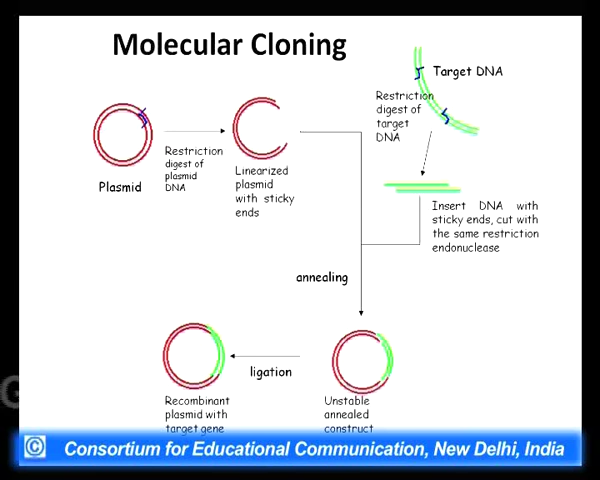 Molecular Cloning
Target DNA
Restriction
digest of
target
DNA
Plasmid
Restriction
digest of
plasmid
DNA
Linearized
plasmid
with sticky
ends
Insert DNA with
sticky ends, cut with
the same restriction
endonuclease
annealing
ligation
Recombinant
plasmid with
target gene
Unstable
annealed
construct
G
© Consortium for Educational Communication, New Delhi, India